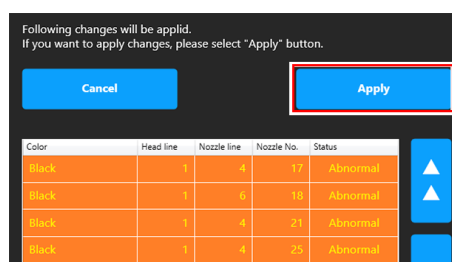 Following changes will be applid.
If you want to apply changes, please select "Apply" button.
Cancel Apply
Color Head line Nozzle line Nozzle No. Status
Black 1 4 17 Abnormal
Black 1 6 18 Abnormal
Black 1 4 21 Abnormal
Black 1 4 25 Abnormal